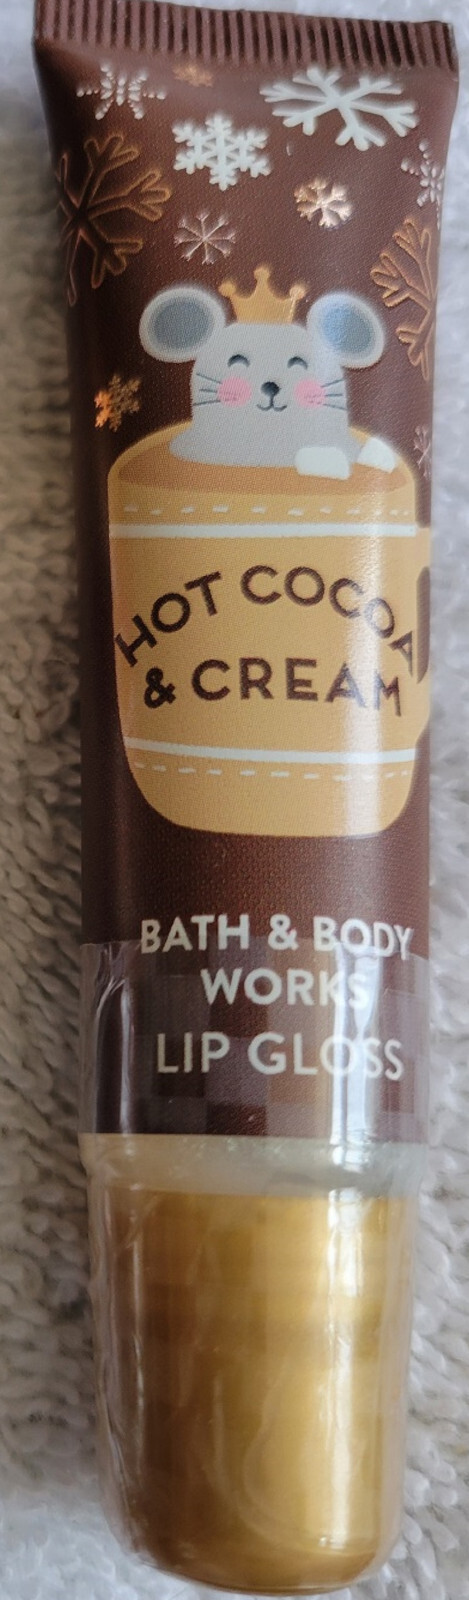 HOT COCOA
& CREAM
BATH & BODY
WORKS
LIP GLOSS